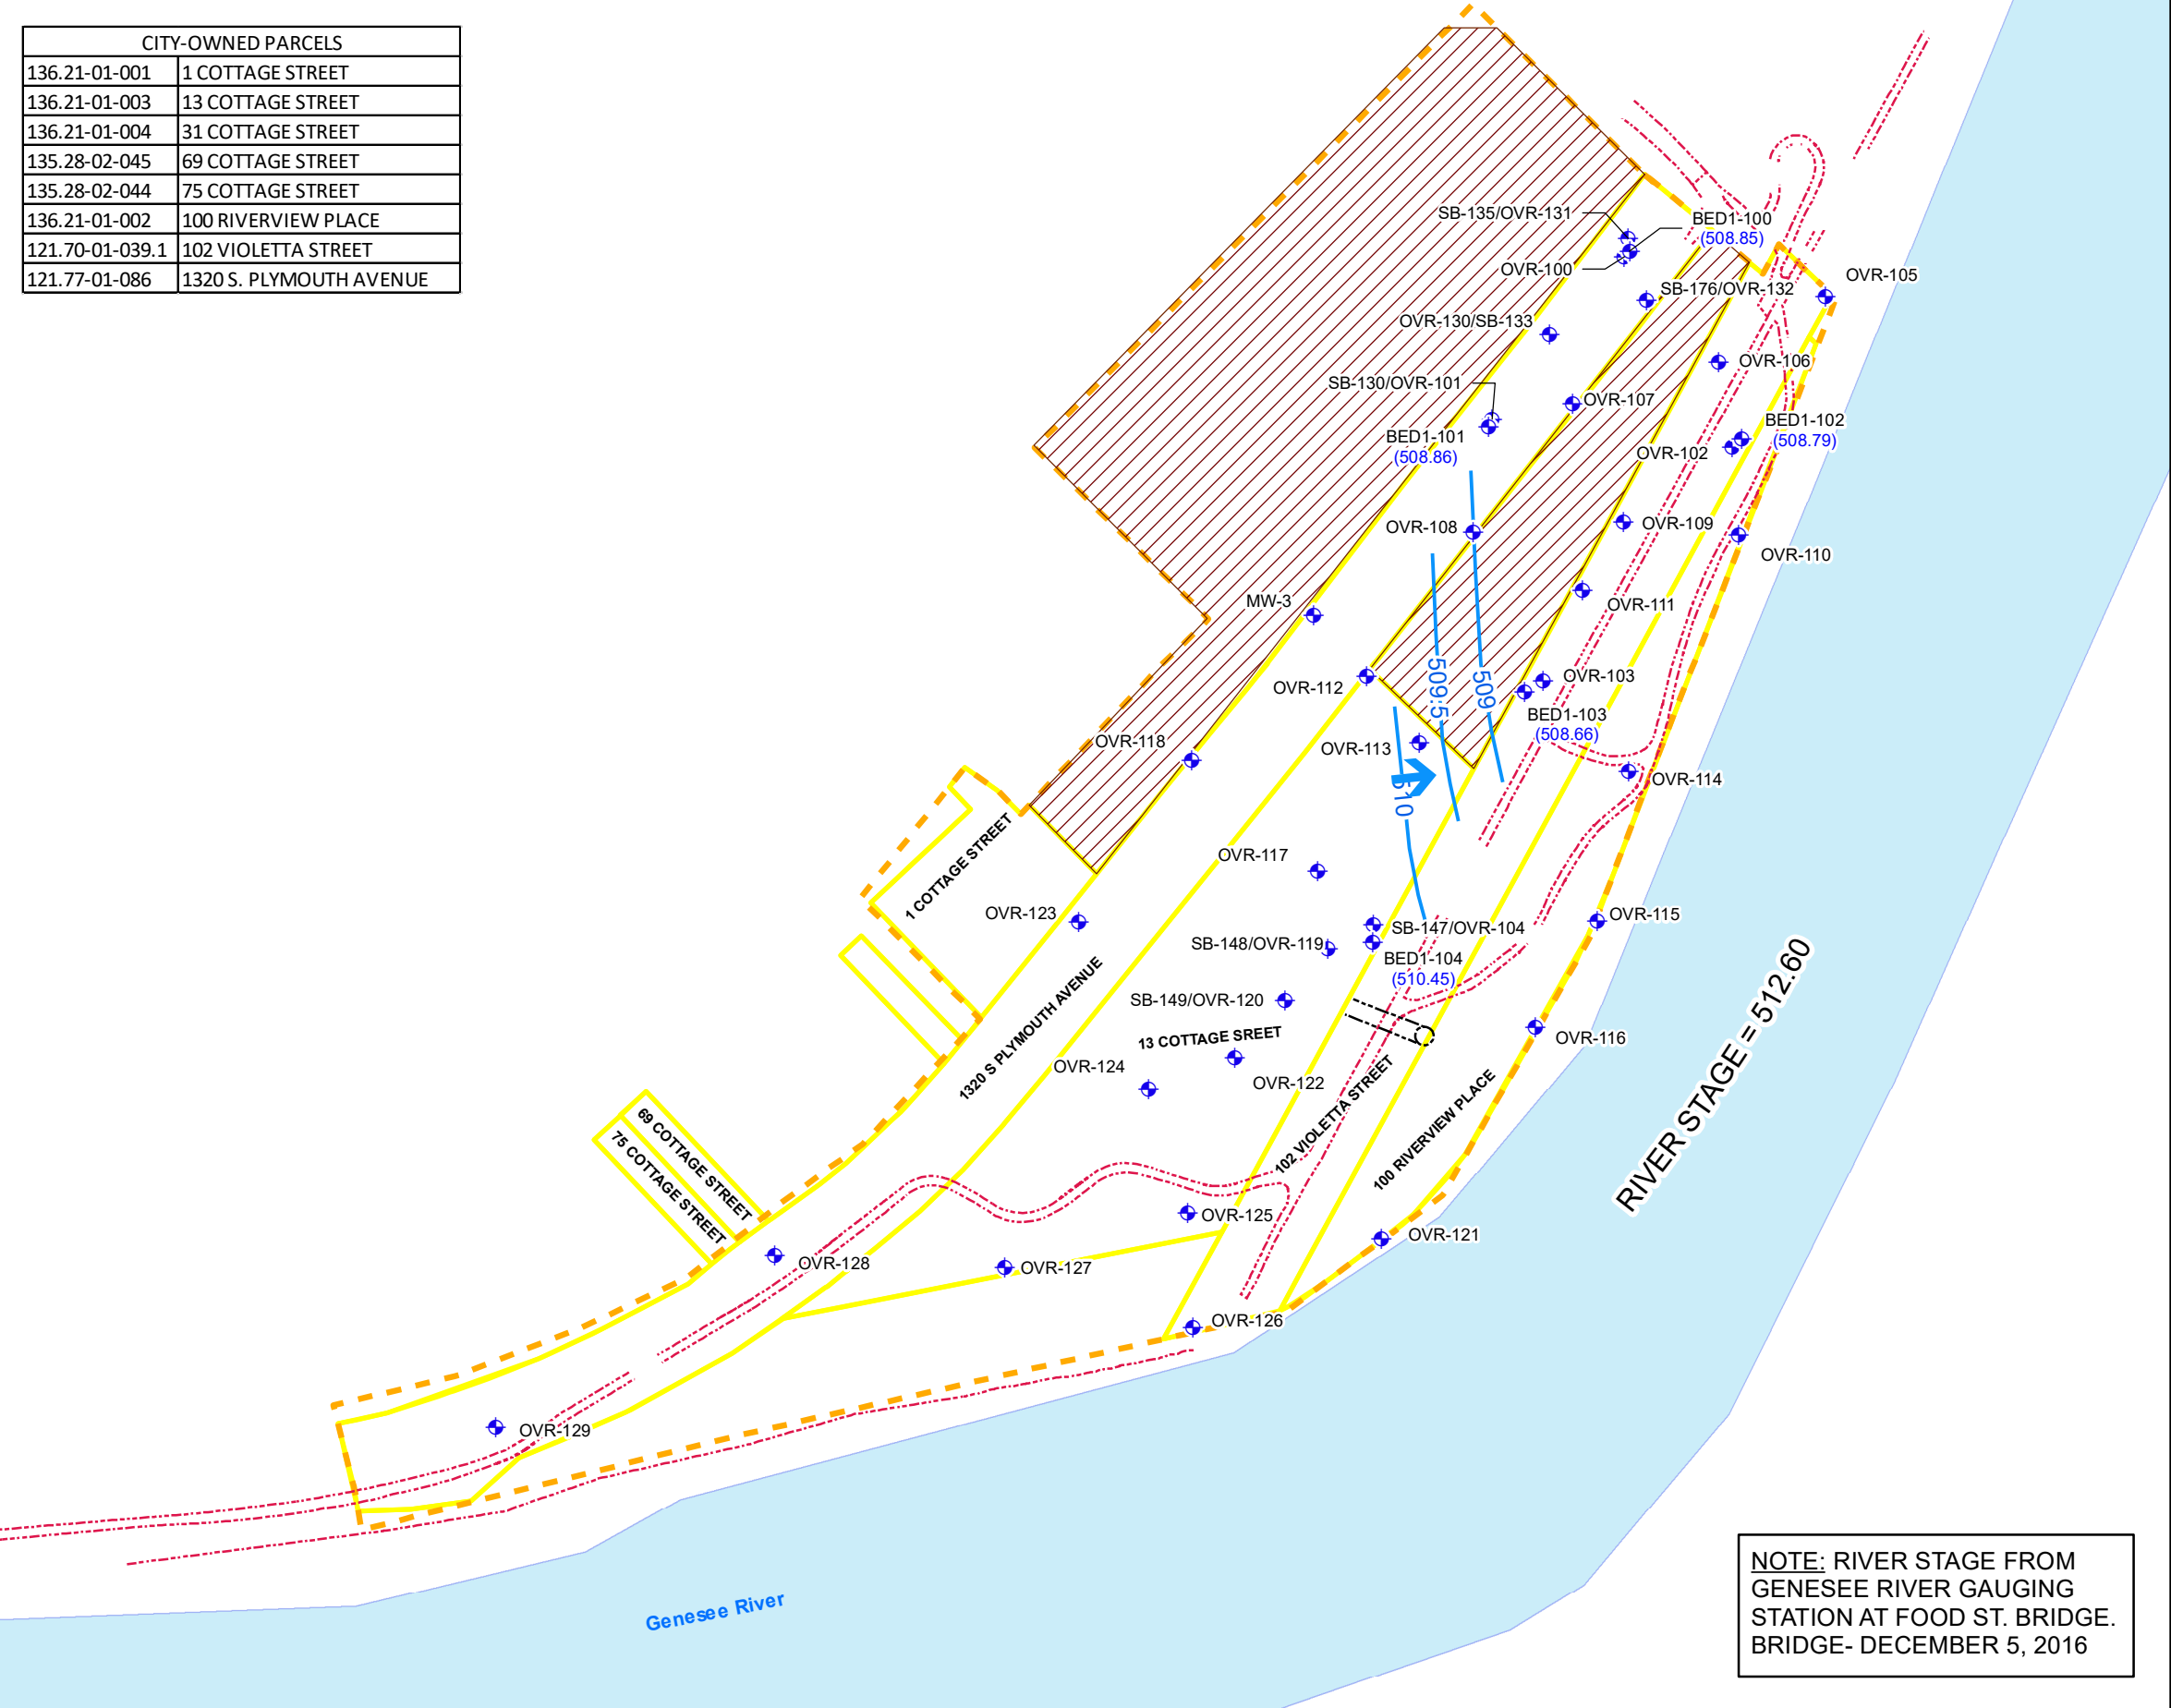 CITY-OWNED PARCELS
136.21-01-001 1 COTTAGE STREET
136.21-01-003 13 COTTAGE STREET
136.21-01-004 31 COTTAGE STREET
135.28-02-045 69 COTTAGE STREET
135.28-02-044 75 COTTAGE STREET
136.21-01-002 100 RIVERVIEW PLACE
121.70-01-039.1 102 VIOLETTA STREET
121.77-01-086 1320 S. PLYMOUTH AVENUE
SB-135/OVR-131
BED1-100
(508.85)
OVR-100
OVR-105
SB-176/OVR-132
OVR-130/SB-133
OVR-106
SB-130/OVR-101
OVR-107
BED1-101
(508.86)
BED1-102
(508.79)
OVR-102
OVR-108
OVR-109
OVR-110
MW-3
OVR-111
OVR-112
OVR-103
509.5
509
BED1-103
(508.66)
OVR-118
OVR-113
OVR-114
510
1 COTTAGE STREET
OVR-117
OVR-123
OVR-115
SB-147/OVR-104
SB-148/OVR-119
BED1-104
(510.45)
SB-149/OVR-120
1320 S PLYMOUTH AVENUE
13 COTTAGE SREET
OVR-116
OVR-124
OVR-122
RIVER STAGE = 512.60
102 VIOLETTA STREET
100 RIVERVIEW PLACE
69 COTTAGE STREET
75 COTTAGE STREET
OVR-125
OVR-121
OVR-128
OVR-127
OVR-126
OVR-129
Genesee River
NOTE: RIVER STAGE FROM
GENESEE RIVER GAUGING
STATION AT FOOD ST. BRIDGE.
BRIDGE- DECEMBER 5, 2016